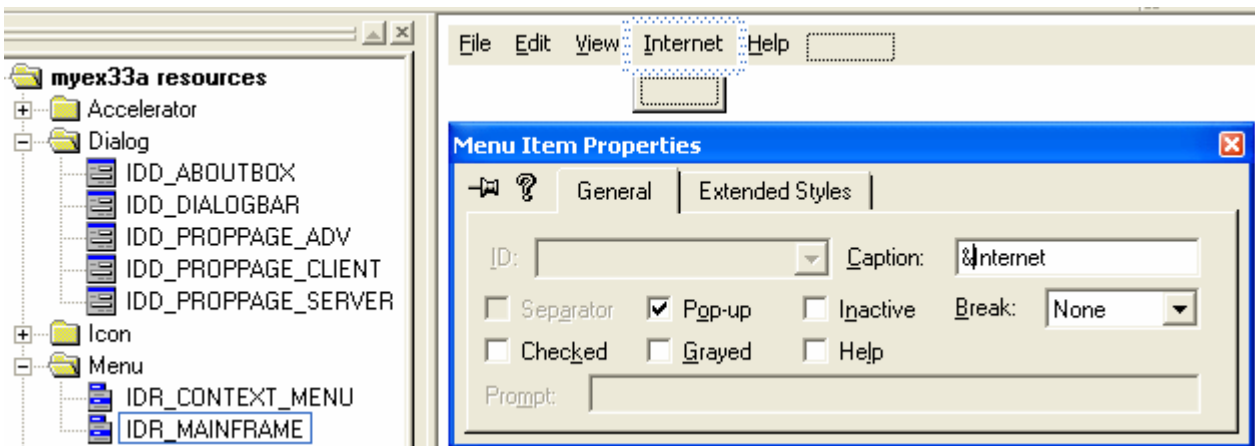 myex33a resources
Accelerator
Dialog
IDD_ABOUTBOX
IDD_DIALOGBAR
IDD_PROPPAGE_ADV
IDD_PROPPAGE_CLIENT
IDD_PROPPAGE_SERVER
Icon
Menu
IDR_CONTEXT_MENU
IDR_MAINFRAME
File Edit View Internet Help
Menu Item Properties
General Extended Styles
ID: Caption: &Internet
Separator Pop-up Inactive Break: None
Checked Grayed Help
Prompt: